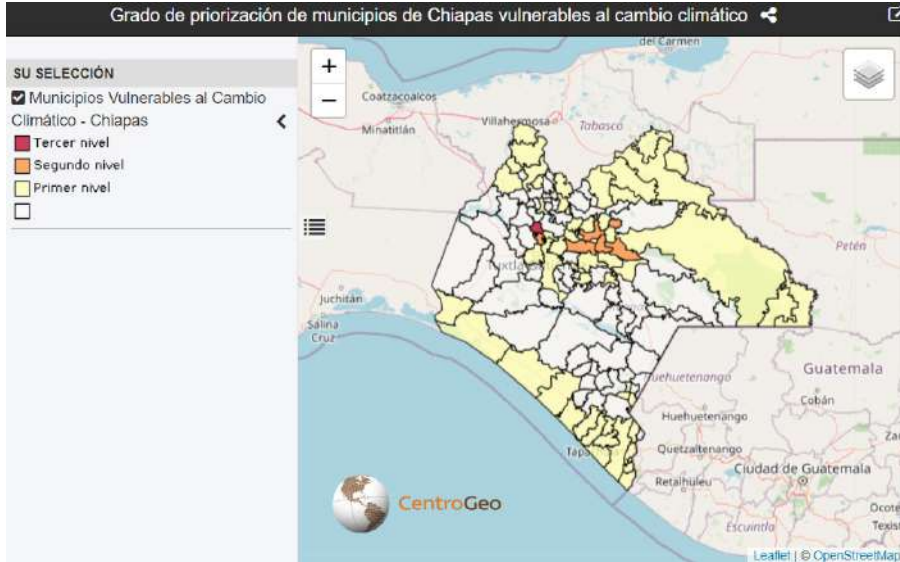 Grado de priorización de municipios de Chiapas vulnerables al cambio climático
SU SELECCIÓN
Municipios Vulnerables al Cambio
Climático - Chiapas
Tercer nivel
Segundo nivel
Primer nivel
+
−
del Carmen
Coatzacoalcos
Minatitlán
Villahermosa
Tabasco
Petén
Juchitán
Salina
Cruz
Huehuetenango
Guatemala
Cobán
Huehuetenango
Quetzaltenango
Retalhuleu
Ciudad de Guatemala
Escuintla
CentroGeo
Leaflet | © OpenStreetMap